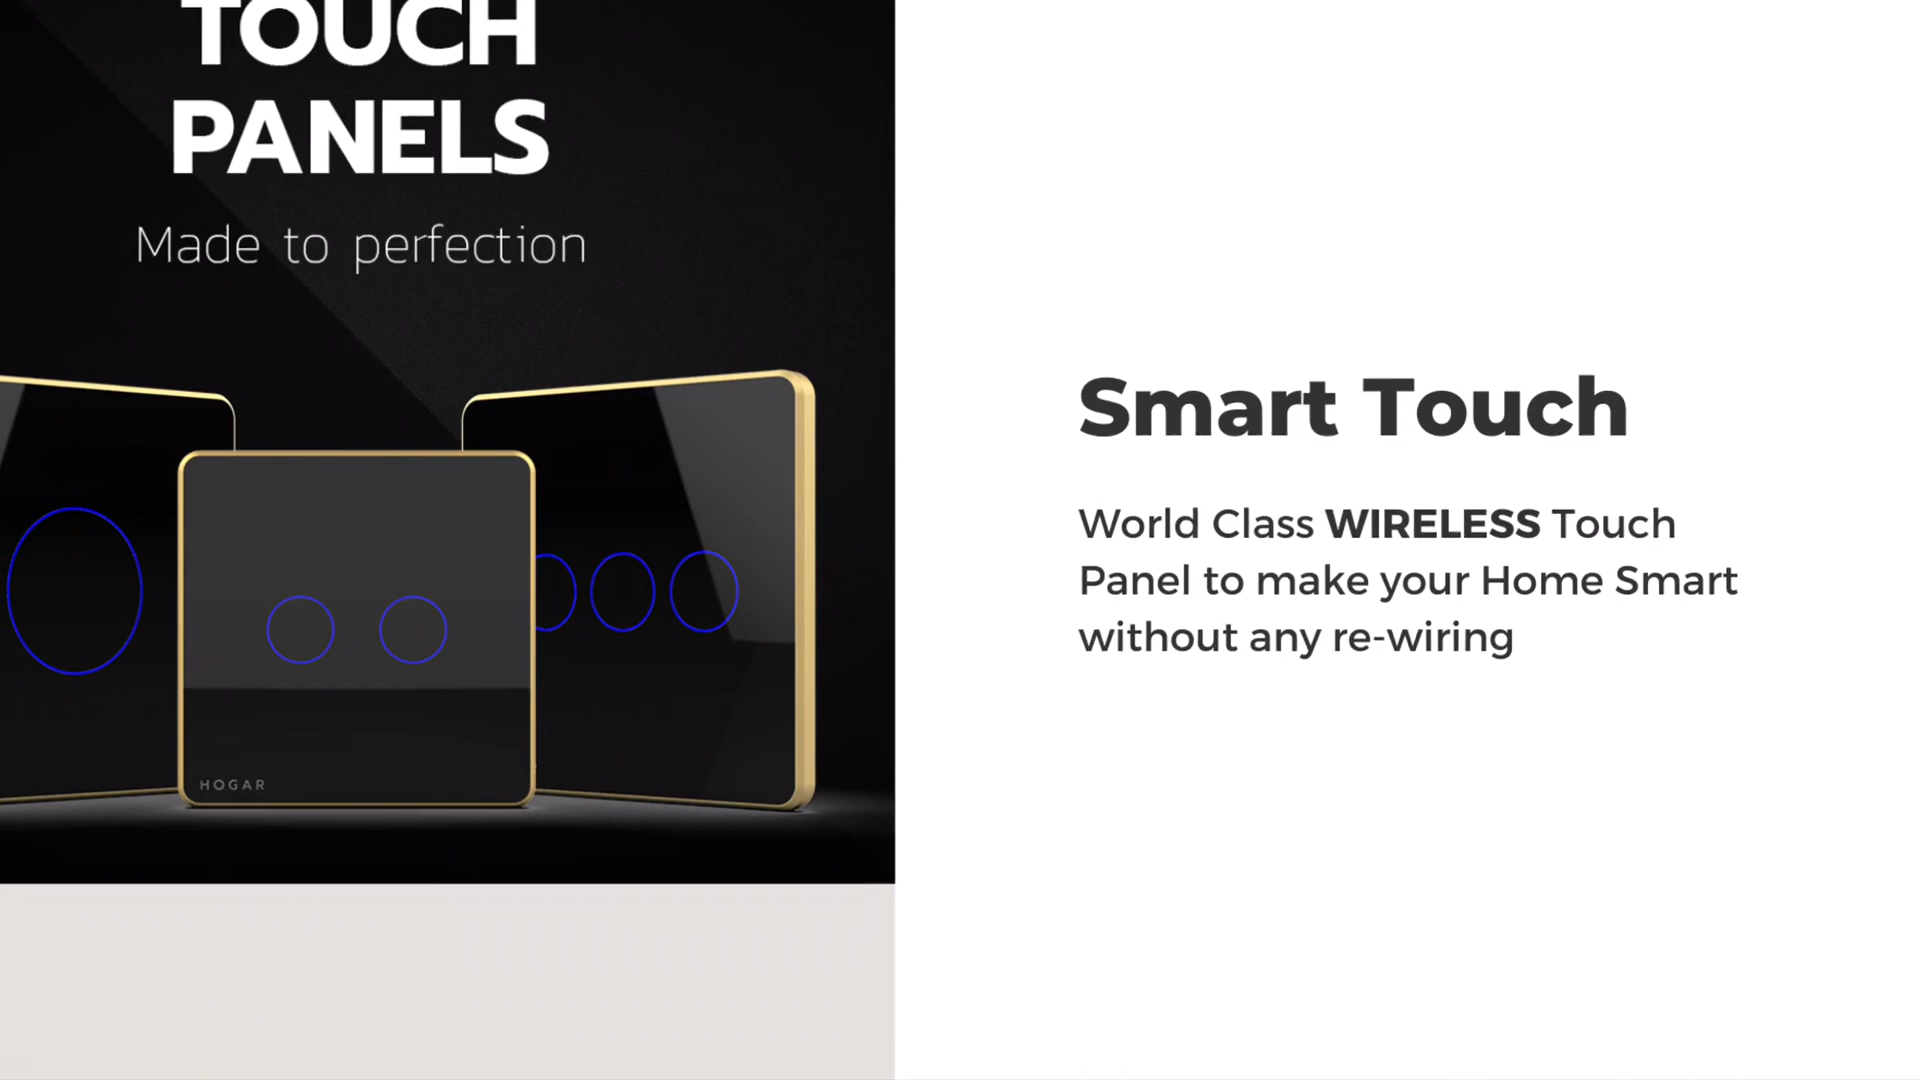 TOUCH
PANELS
Made to perfection
HOGAR
Smart Touch
World Class WIRELESS Touch
Panel to make your Home Smart
without any re-wiring